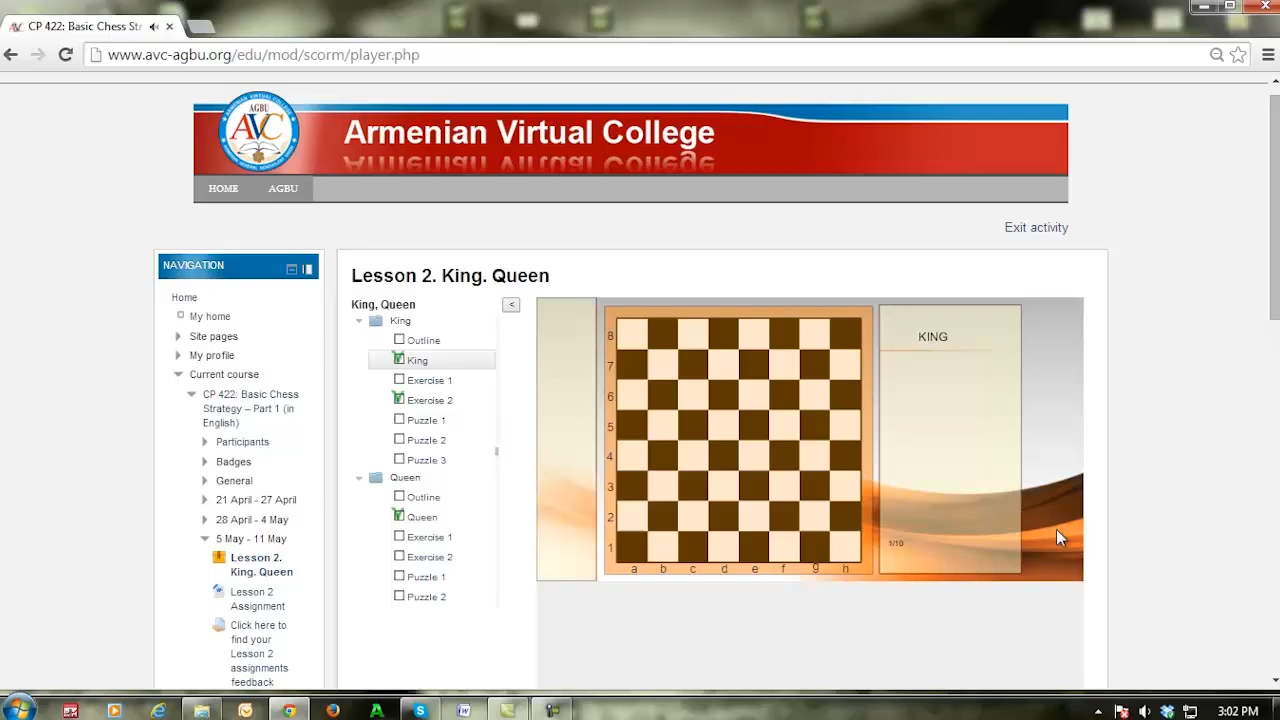 CP 422: Basic Chess Str
www.avc-agbu.org/edu/mod/scorm/player.php
AGBU
AVC
Armenian Virtual College
HOME AGBU
Exit activity
NAVIGATION
Home
My home
Site pages
My profile
Current course
CP 422: Basic Chess
Strategy – Part 1 (in
English)
Participants
Badges
General
21 April - 27 April
28 April - 4 May
5 May - 11 May
Lesson 2.
King. Queen
Lesson 2
Assignment
Click here to
find your
Lesson 2
assignments
feedback
Lesson 2. King. Queen
King, Queen
<
King
Outline
King
Exercise 1
Exercise 2
Puzzle 1
Puzzle 2
Puzzle 3
Queen
Outline
Queen
Exercise 1
Exercise 2
Puzzle 1
Puzzle 2
8
7
6
5
4
3
2
1
a b c d e f g h
KING
1/10
3:02 PM